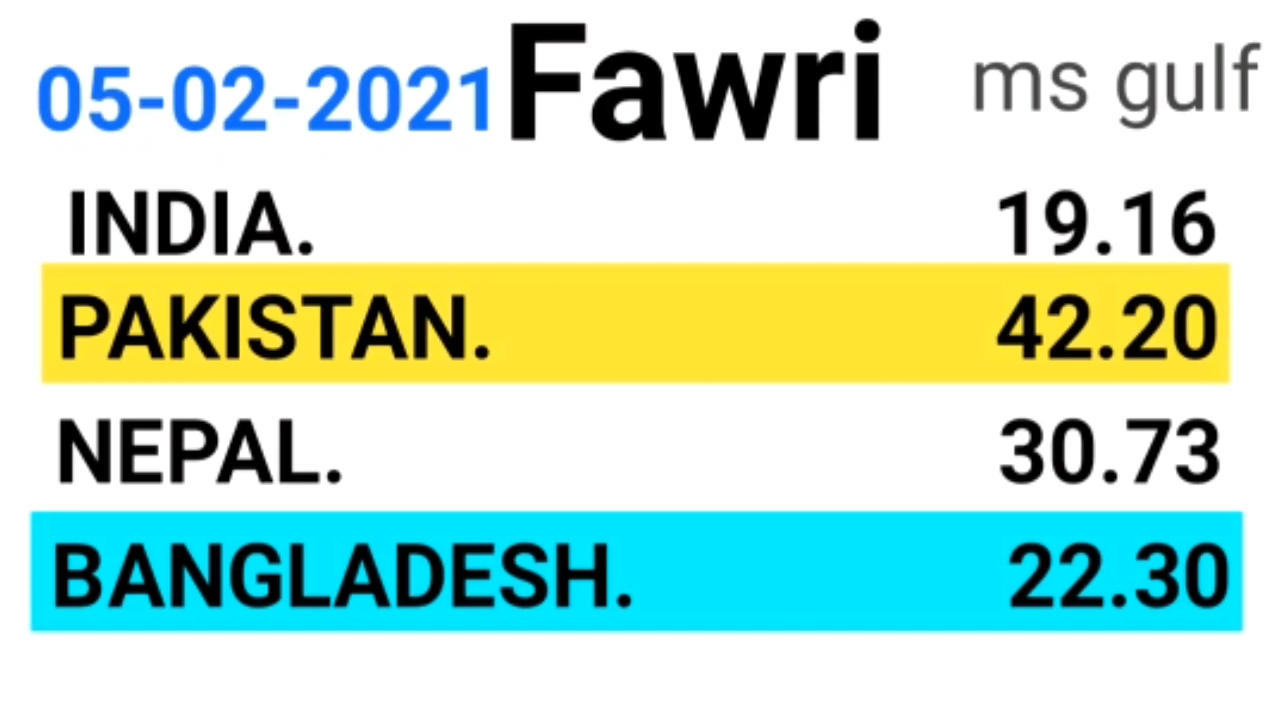 05-02-2021 Fawri ms gulf
INDIA. 19.16
PAKISTAN. 42.20
NEPAL. 30.73
BANGLADESH. 22.30